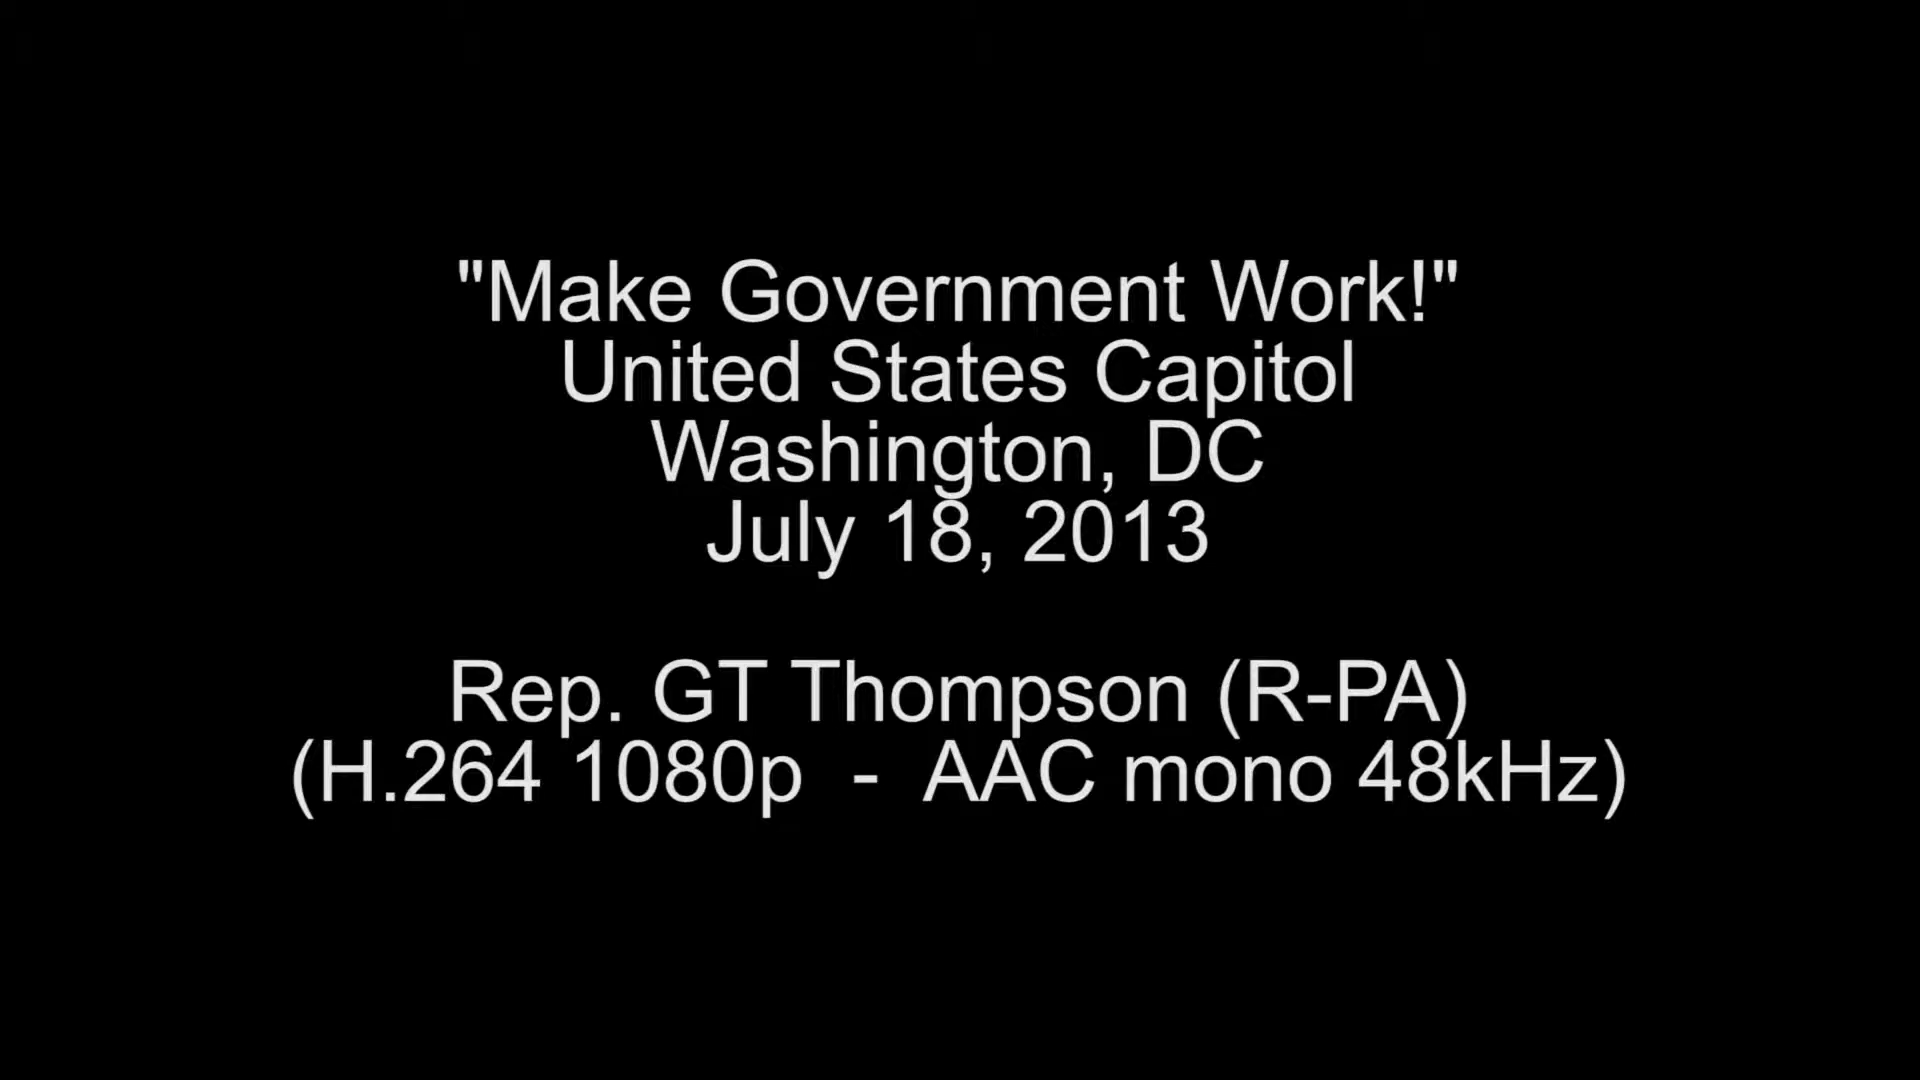 "Make Government Work!"
United States Capitol
Washington, DC
July 18, 2013
Rep. GT Thompson (R-PA)
(H.264 1080p  -  AAC mono 48kHz)